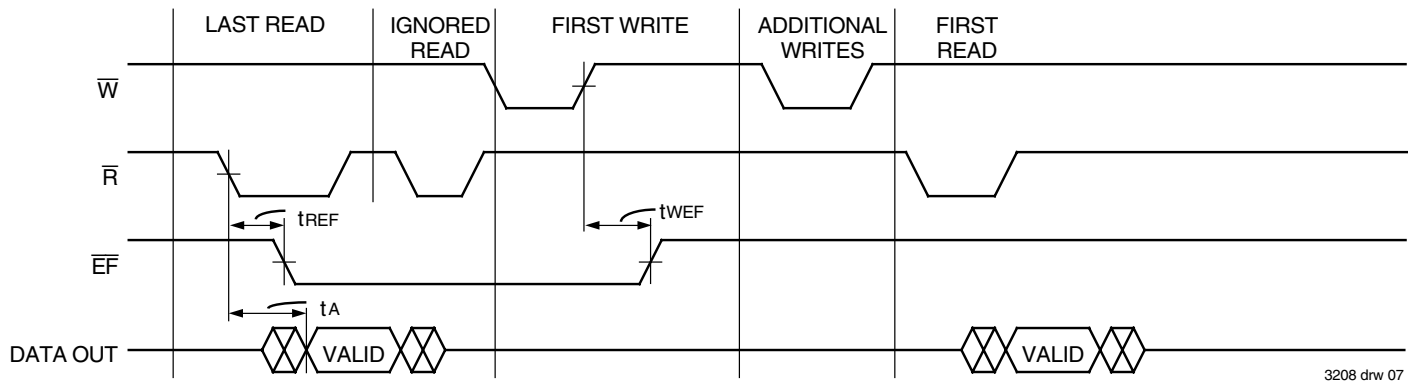 LAST READ
IGNORED
READ
FIRST WRITE
ADDITIONAL
WRITES
FIRST
READ
W
R
tREF
tWEF
EF
tA
DATA OUT
VALID
VALID
3208 drw 07